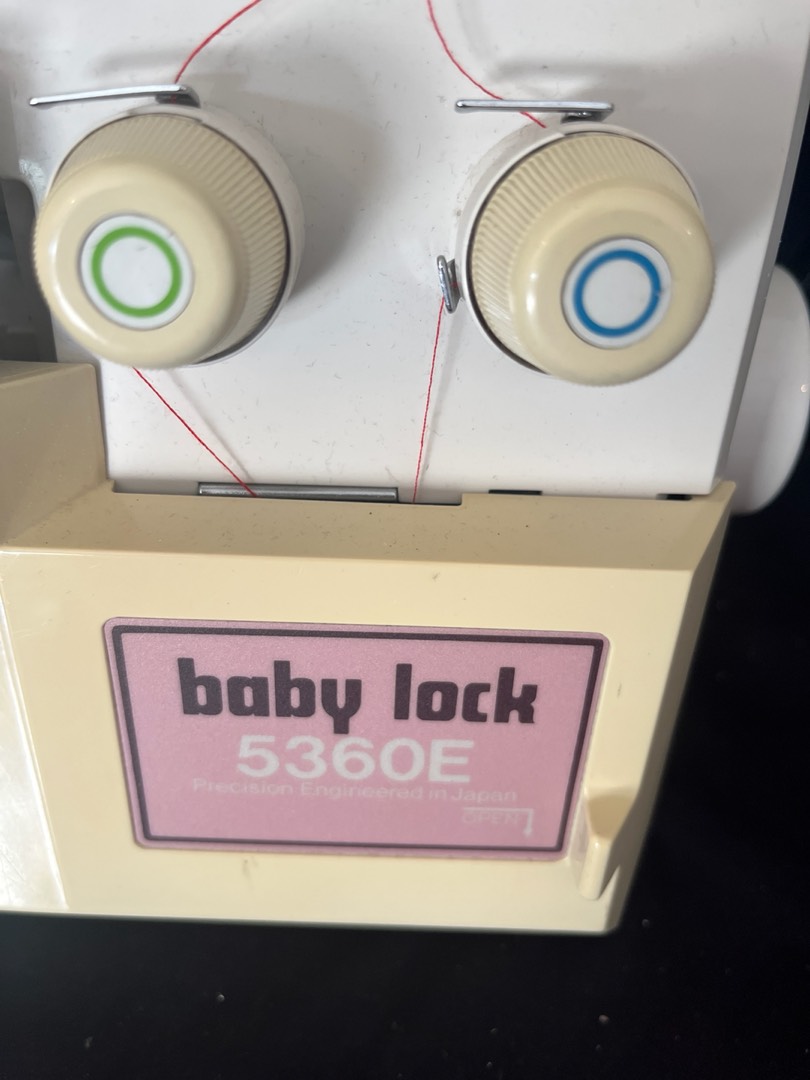 baby lock
5360E
Precision Engineered in Japan
OPEN